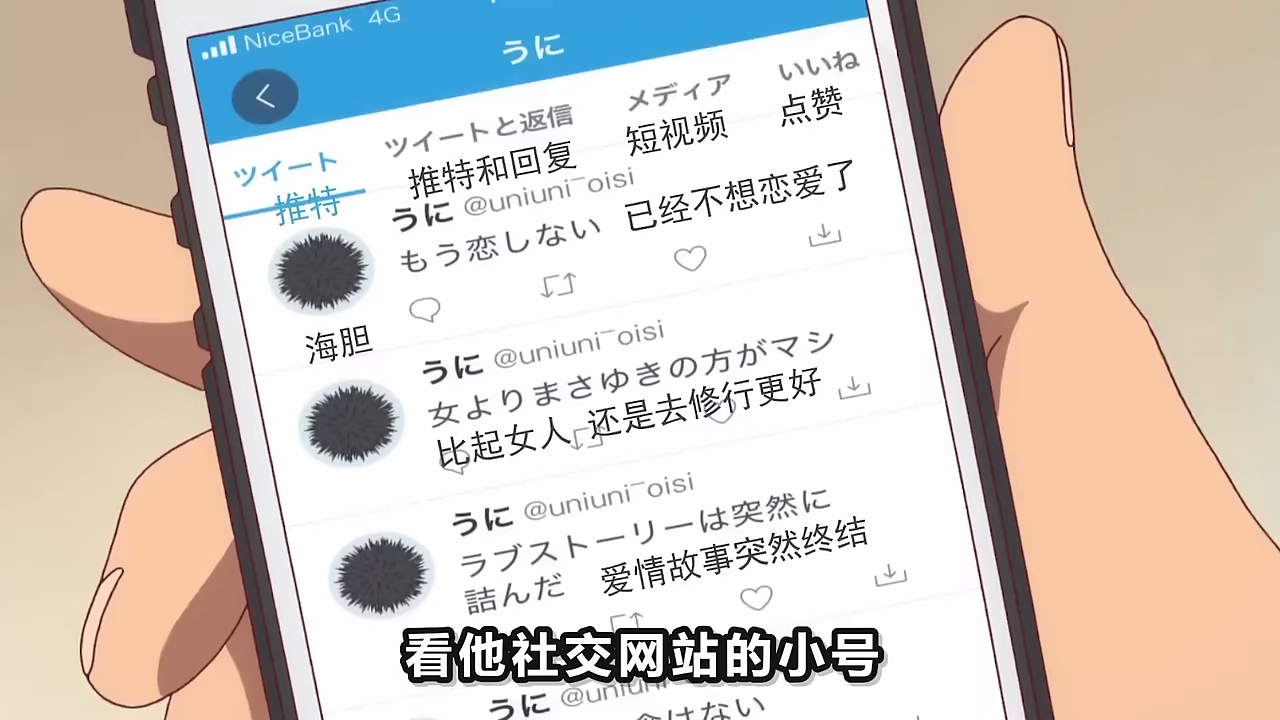 NiceBank 4G
うに
ツイート ツイートと返信 メディア いいね
推特 推特和回复 短视频 点赞
うに @uniuni_oisi
もう恋しない 已经不想恋爱了
海胆
うに @uniuni_oisi
女よりまさゆきの方がマシ
比起女人 还是去修行更好
うに @uniuni_oisi
ラブストーリーは突然に
詰んだ 爱情故事突然终结
看他社交网站的小号
うに